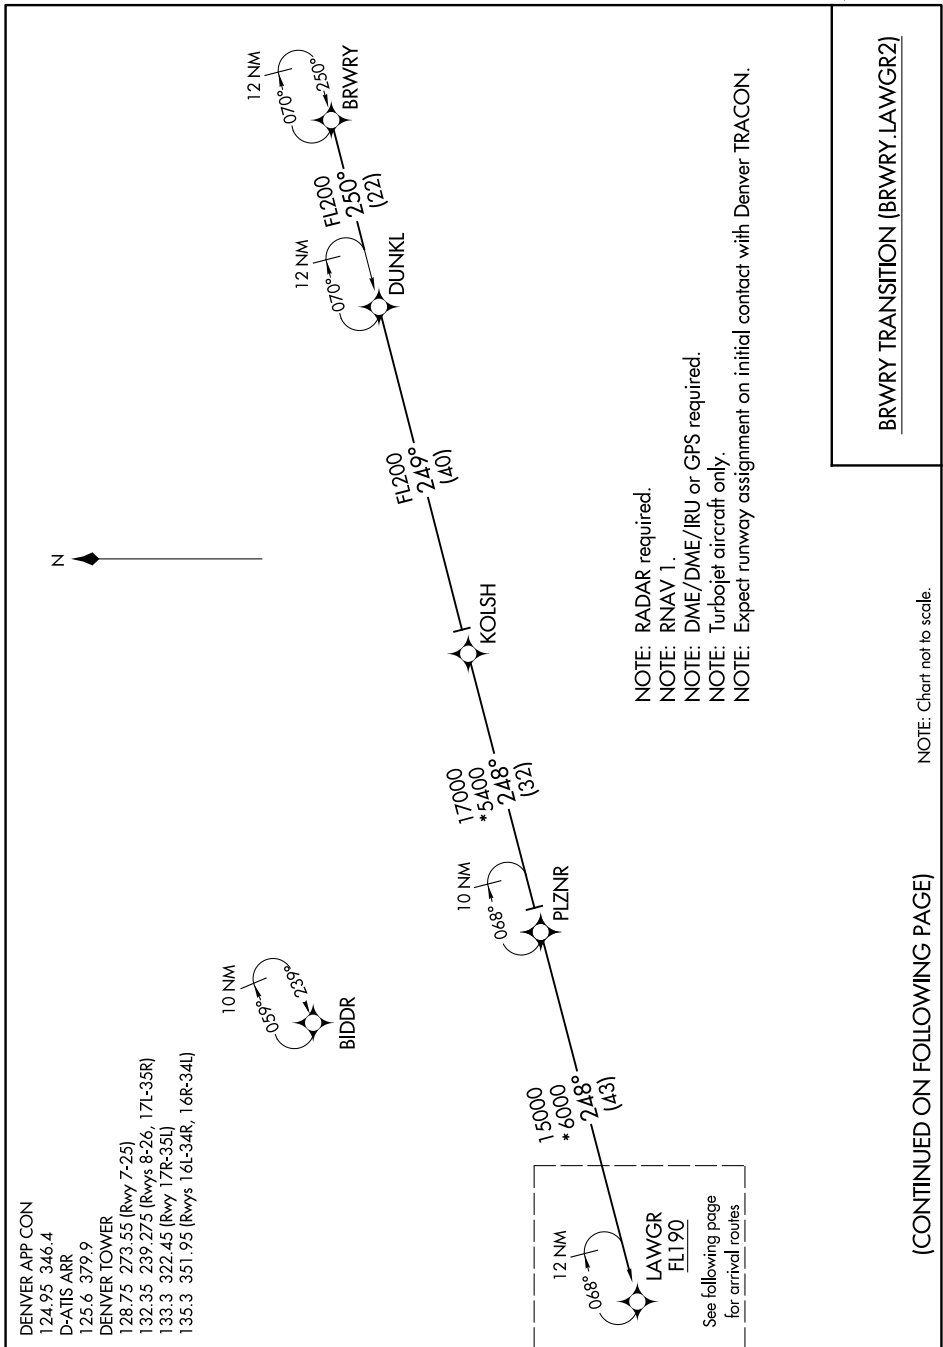 DENVER APP CON
124.95 346.4
D-ATIS ARR
125.6 379.9
DENVER TOWER
128.75 273.55 (Rwy 7-25)
132.35 239.275 (Rwys 8-26, 17L-35R)
133.3 322.45 (Rwy 17R-35L)
135.3 351.95 (Rwys 16L-34R, 16R-34L)
N
12 NM
070°
250°
BRWRY
FL200
250°
(22)
12 NM
070°
DUNKL
FL200
249°
(40)
KOLSH
17000
*5400
248°
(32)
10 NM
068°
PLZNR
10 NM
059°
239°
BIDDR
15000
*6000
248°
(43)
12 NM
068°
LAWGR
FL190
See following page
for arrival routes
NOTE: RADAR required.
NOTE: RNAV 1.
NOTE: DME/DME/IRU or GPS required.
NOTE: Turbojet aircraft only.
NOTE: Expect runway assignment on initial contact with Denver TRACON.
BRWRY TRANSITION (BRWRY.LAWGR2)
NOTE: Chart not to scale.
(CONTINUED ON FOLLOWING PAGE)